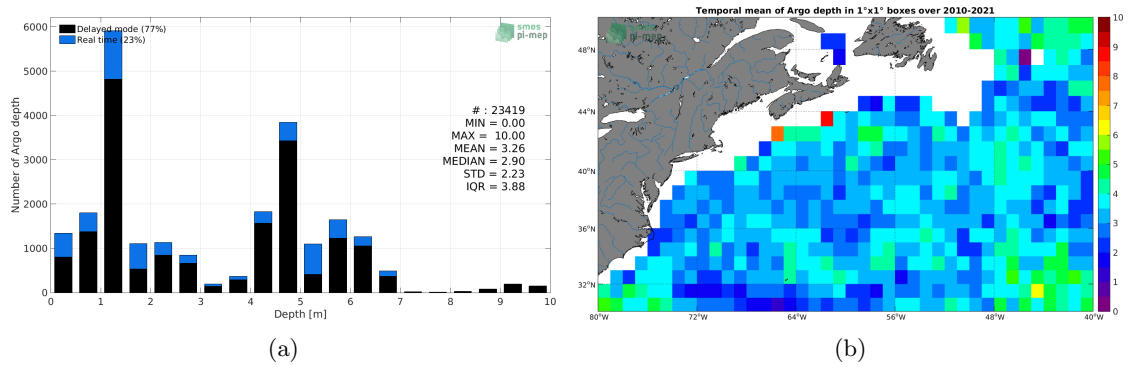 Delayed mode (77%)
Real time (23%)
smos
pi-mep
# : 23419
MIN = 0.00
MAX = 10.00
MEAN = 3.26
MEDIAN = 2.90
STD = 2.23
IQR = 3.88
Number of Argo depth
6000
5000
4000
3000
2000
1000
0
0 1 2 3 4 5 6 7 8 9 10
Depth [m]
(a)
Temporal mean of Argo depth in 1°x1° boxes over 2010-2021
smos
pi-mep
48°N
44°N
40°N
36°N
32°N
80°W 72°W 64°W 56°W 48°W 40°W
10
9
8
7
6
5
4
3
2
1
0
(b)